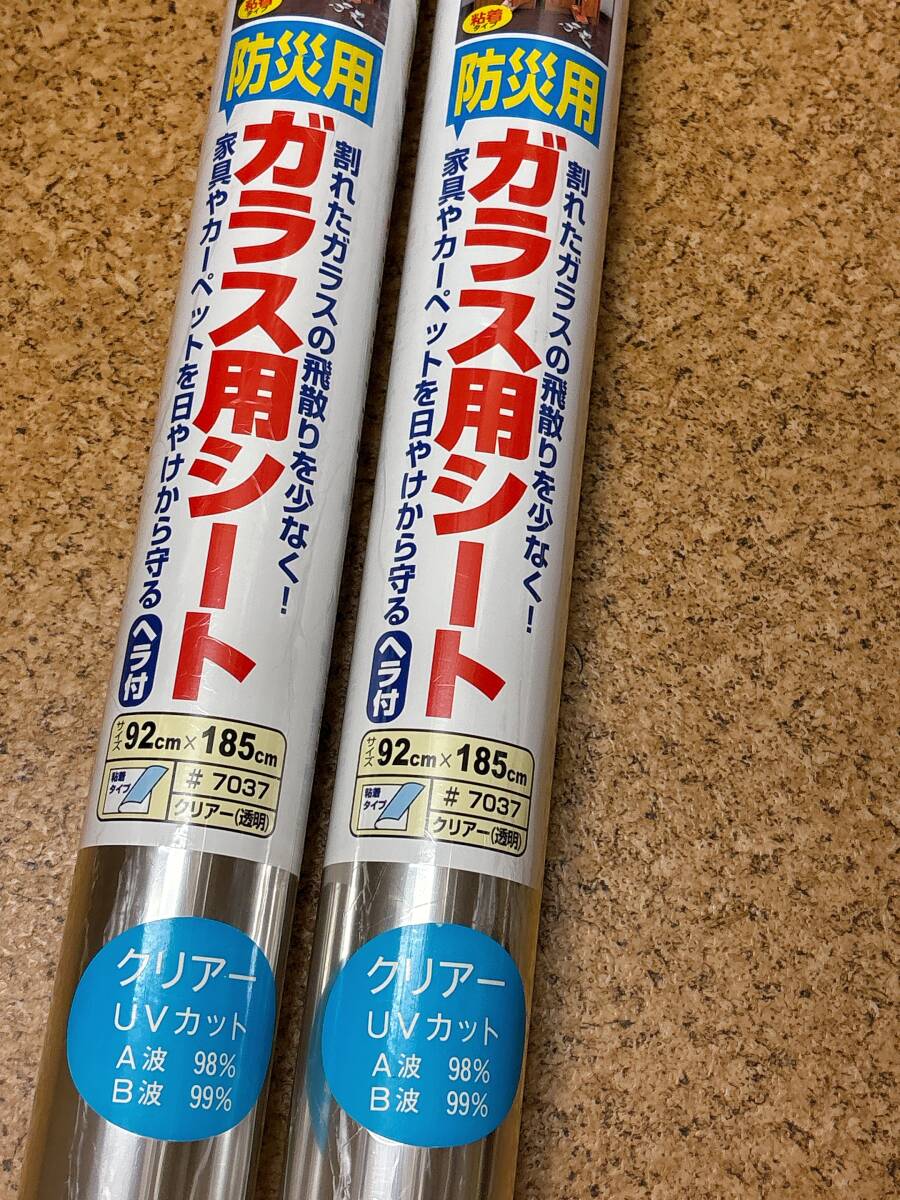 粘着
タイプ
防災用
割れたガラスの飛散りを少なく！
ガラス用シート
家具やカーペットを日やけから守る
ヘラ付
サイズ 92cm×185cm
粘着
タイプ
# 7037
クリアー(透明)
クリアー
UVカット
A波 98%
B波 99%
粘着
タイプ
防災用
割れたガラスの飛散りを少なく！
ガラス用シート
家具やカーペットを日やけから守る
ヘラ付
サイズ 92cm×185cm
粘着
タイプ
# 7037
クリアー(透明)
クリアー
UVカット
A波 98%
B波 99%